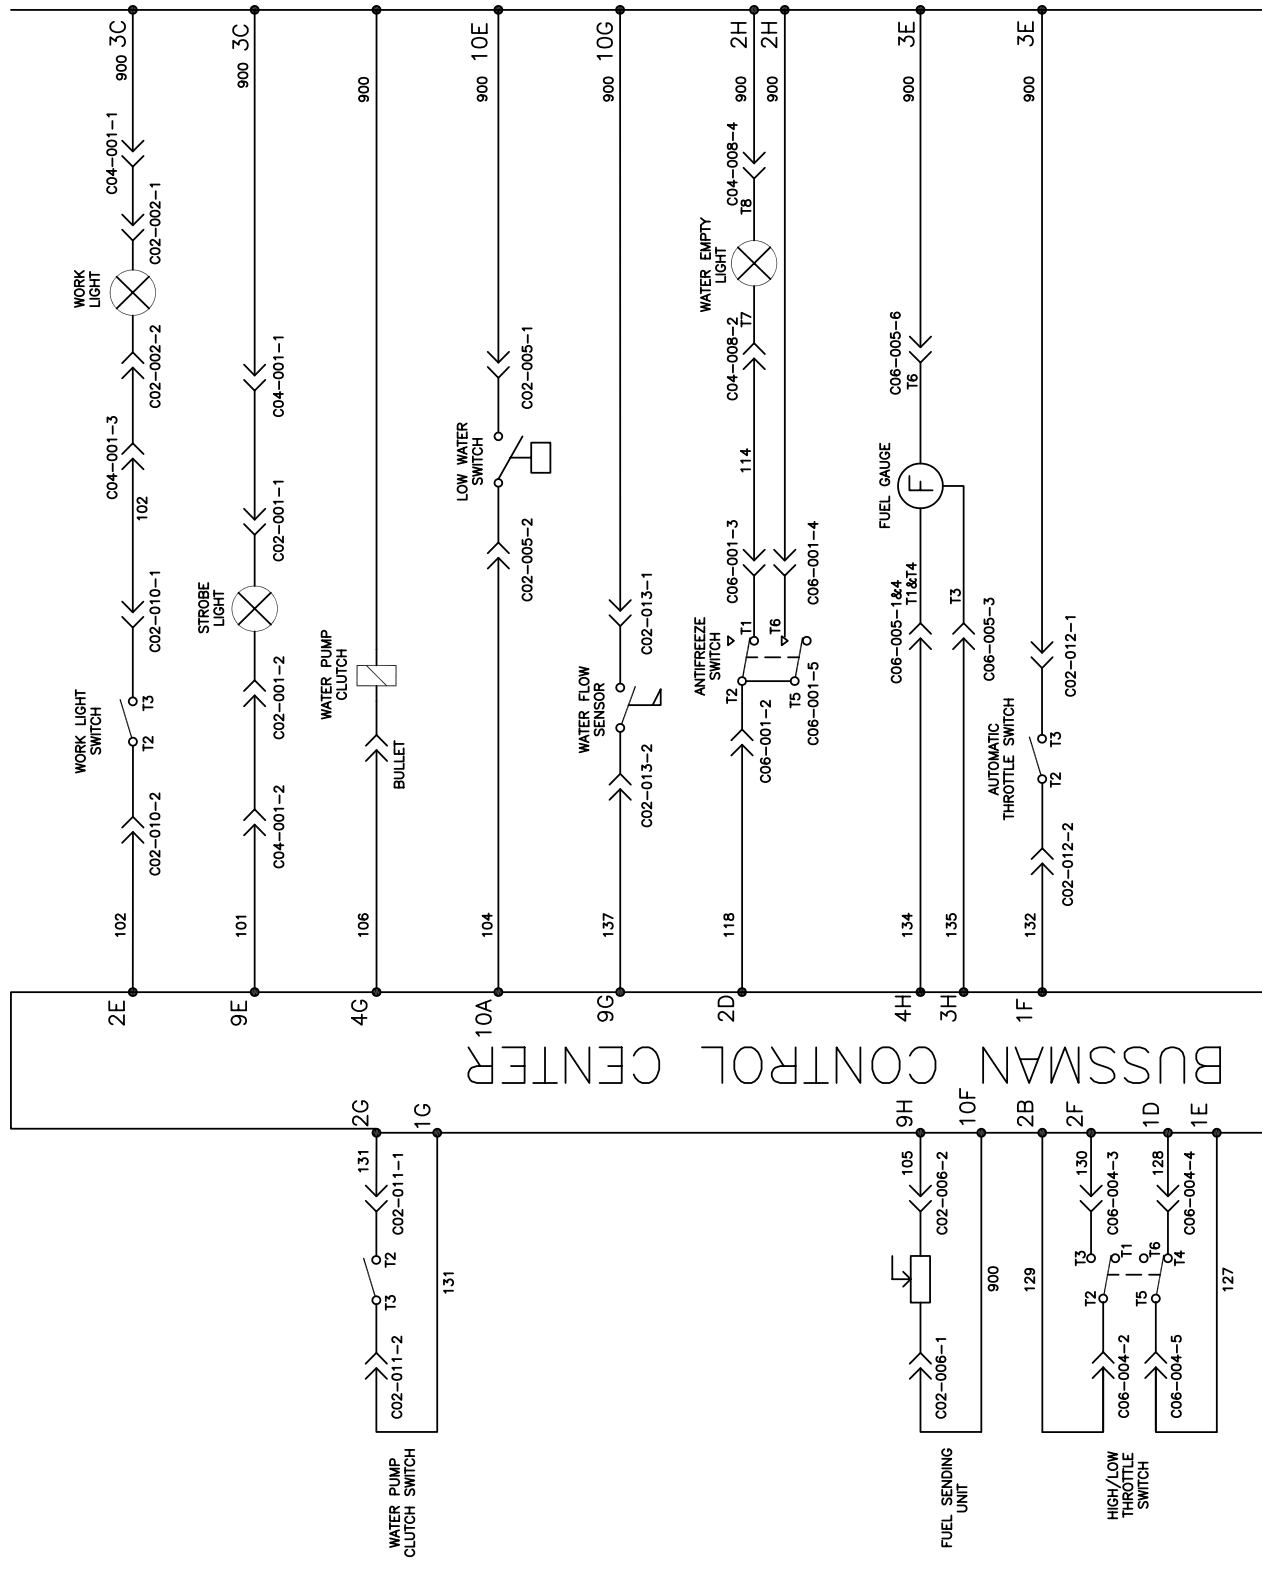 3C
900
C04-001-1
C02-002-1
WORK
LIGHT
C02-002-2
C04-001-3
102
C02-010-1
WORK LIGHT
SWITCH
T3
T2
C02-010-2
102
2E
3C
900
C04-001-1
C02-001-1
STROBE
LIGHT
C02-001-2
C04-001-2
101
9E
900
WATER PUMP
CLUTCH
BULLET
106
4G
10E
900
C02-005-1
LOW WATER
SWITCH
C02-005-2
104
10A
10G
900
C02-013-1
WATER FLOW
SENSOR
C02-013-2
137
9G
2H
2H
900
900
C04-008-4
T8
WATER EMPTY
LIGHT
T7
C04-008-2
114
C06-001-3
C06-001-4
ANTIFREEZE
SWITCH
T1
T6
T2
T5
C06-001-2
C06-001-5
118
2D
3E
900
C06-005-6
T6
FUEL GAUGE
F
C06-005-1&4
T1&T4
T3
C06-005-3
134
135
4H
3H
3E
900
C02-012-1
AUTOMATIC
THROTTLE SWITCH
T3
T2
C02-012-2
132
1F
BUSSMAN CONTROL CENTER
2G
1G
131
C02-011-1
T2
T3
C02-011-2
131
WATER PUMP
CLUTCH SWITCH
9H
10F
105
C02-006-2
900
C02-006-1
FUEL SENDING
UNIT
2B
2F
1D
1E
130
C06-004-3
128
C06-004-4
129
T3
T1
T2
T6
T4
T5
127
C06-004-2
C06-004-5
HIGH/LOW
THROTTLE
SWITCH